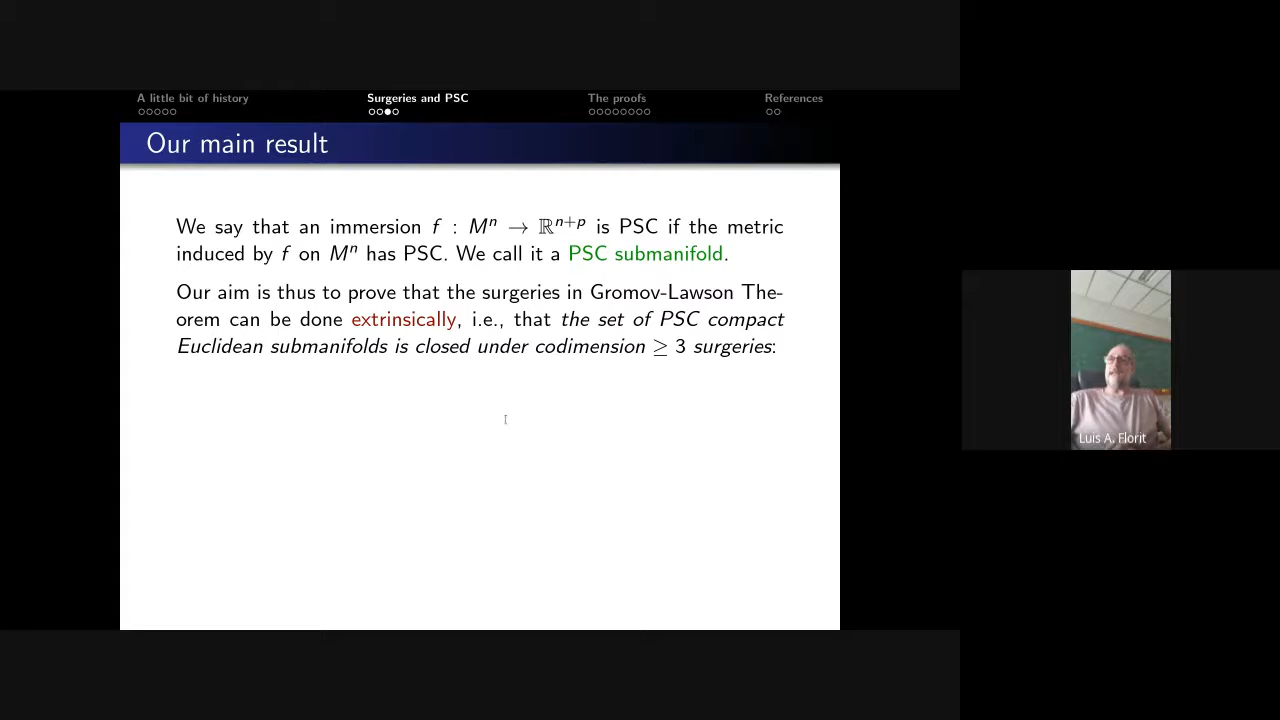 A little bit of history Surgeries and PSC The proofs References
Our main result
We say that an immersion f : Mⁿ → ℝⁿ⁺ᵖ is PSC if the metric
induced by f on Mⁿ has PSC. We call it a PSC submanifold.
Our aim is thus to prove that the surgeries in Gromov-Lawson The-
orem can be done extrinsically, i.e., that the set of PSC compact
Euclidean submanifolds is closed under codimension ≥ 3 surgeries:
Luis A. Florit